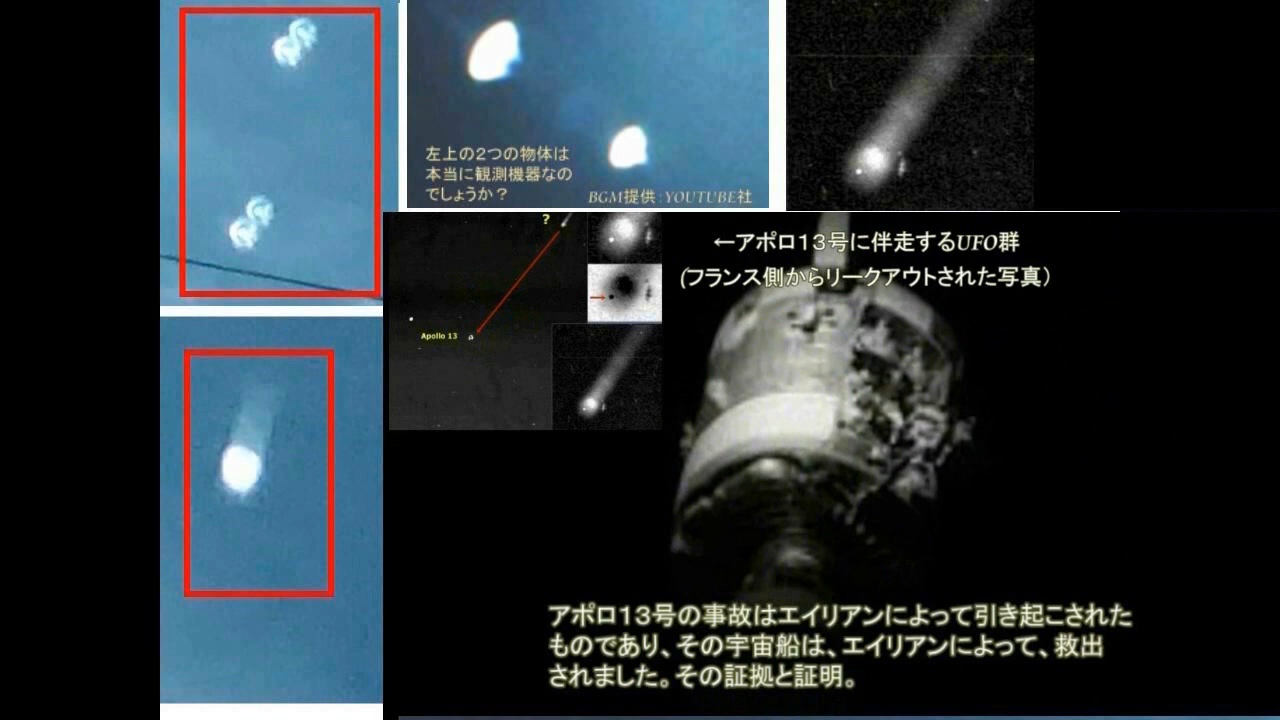 左上の2つの物体は
本当に観測機器なの
でしょうか？
BGM提供：YOUTUBE社
?
←アポロ１３号に伴走するUFO群
(フランス側からリークアウトされた写真）
Apollo 13
アポロ１３号の事故はエイリアンによって引き起こされた
ものであり、その宇宙船は、エイリアンによって、救出
されました。その証拠と証明。